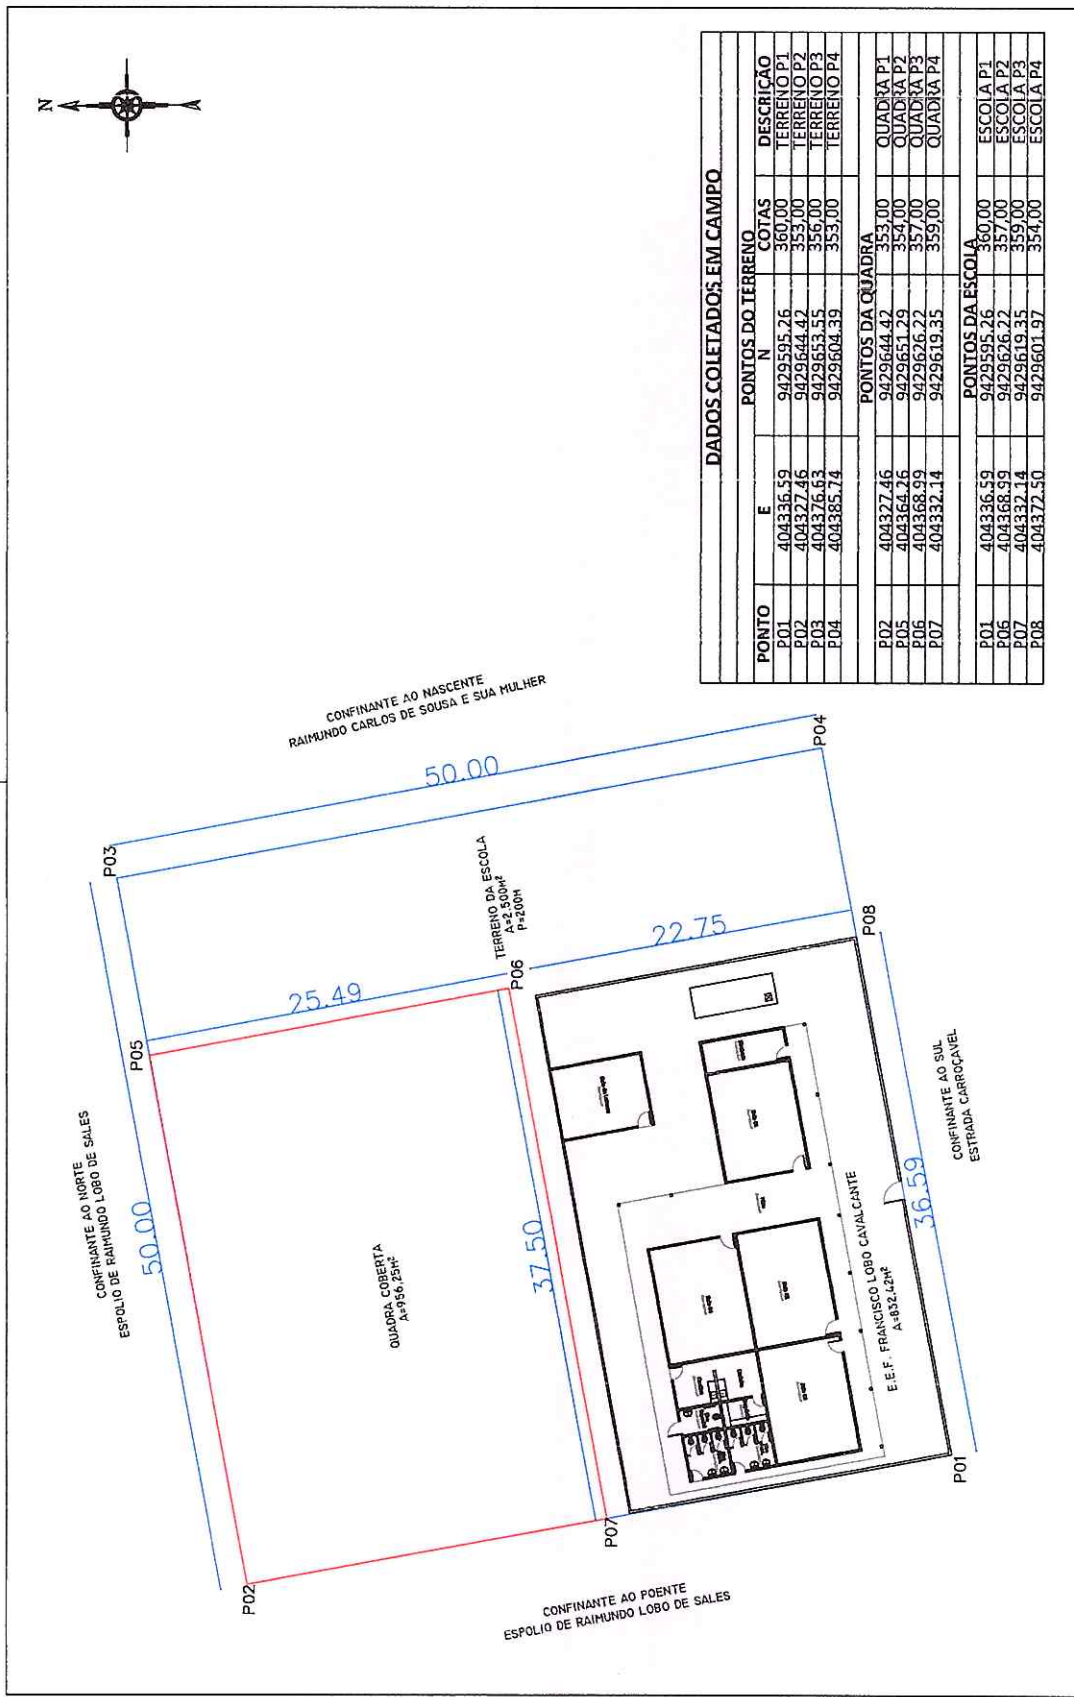 N
CONFINANTE AO NORTE
ESPOLIO DE RAIMUNDO LOBO DE SALES
50.00
P02
P05
P03
CONFINANTE AO NASCENTE
RAIMUNDO CARLOS DE SOUSA E SUA MULHER
50.00
25.49
QUADRA COBERTA
A=956,25M²
TERRENO DA ESCOLA
A=2.500M²
P=200M
P06
37.50
22.75
P07
P04
P08
E.E.F. FRANCISCO LOBO CAVALCANTE
A=832,42M²
36.59
P01
CONFINANTE AO SUL
ESTRADA CARROÇAVEL
CONFINANTE AO POENTE
ESPOLIO DE RAIMUNDO LOBO DE SALES
DADOS COLETADOS EM CAMPO
PONTOS DO TERRENO
PONTO E N COTAS DESCRIÇÃO
P01 404336.59 9429595.26 360,00 TERRENO P1
P02 404327.46 9429644.42 353,00 TERRENO P2
P03 404376.63 9429653.55 356,00 TERRENO P3
P04 404385.74 9429604.39 353,00 TERRENO P4
PONTOS DA QUADRA
P02 404327.46 9429644.42 353,00 QUADRA P1
P05 404364.26 9429651.29 354,00 QUADRA P2
P06 404368.99 9429626.22 357,00 QUADRA P3
P07 404332.14 9429619.35 359,00 QUADRA P4
PONTOS DA ESCOLA
P01 404336.59 9429595.26 360,00 ESCOLA P1
P06 404368.99 9429626.22 357,00 ESCOLA P2
P07 404332.14 9429619.35 359,00 ESCOLA P3
P08 404372.50 9429601.97 354,00 ESCOLA P4